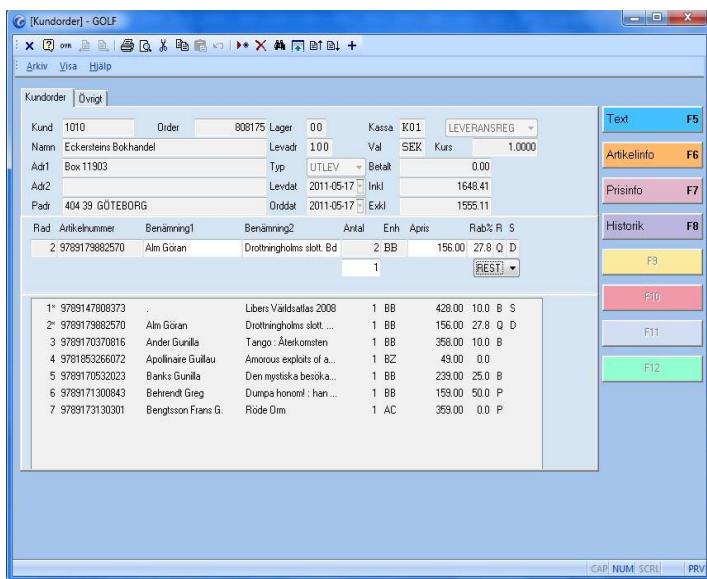 [Kundorder] - GOLF
Arkiv Visa Hjälp
Kundorder Övrigt
Kund 1010 Order 808175 Lager 00 Kassa K01 LEVERANSREG
Namn Eckersteins Bokhandel Levadr 100 Val SEK Kurs 1.0000
Adr1 Box 11903 Typ UTLEV Betalt 0.00
Adr2 Levdat 2011-05-17 Inkl 1648.41
Padr 404 39 GÖTEBORG Orddat 2011-05-17 Exkl 1555.11
Rad Artikelnummer Benämning1 Benämning2 Antal Enh Apris Rab% R S
2 9789179882570 Alm Göran Drottningholms slott. Bd 2 BB 156.00 27.8 Q D
1 REST
1* 9789147808373 . Libers Världsatlas 2008 1 BB 428.00 10.0 B S
2* 9789179882570 Alm Göran Drottningholms slott. ... 1 BB 156.00 27.8 Q D
3 9789170370816 Ander Gunilla Tango : Återkomsten 1 BB 358.00 10.0 B
4 9781853266072 Apollinaire Guillau Amorous exploits of a... 1 BZ 49.00 0.0
5 9789170532023 Banks Gunilla Den mystiska besöka... 1 BB 239.00 25.0 B
6 9789171300843 Behrendt Greg Dumpa honom! : han ... 1 BB 159.00 50.0 P
7 9789173130301 Bengtsson Frans G. Röde Orm 1 AC 359.00 0.0 P
Text F5
Artikelinfo F6
Prisinfo F7
Historik F8
F9
F10
F11
F12
CAP NUM SCRL PRV